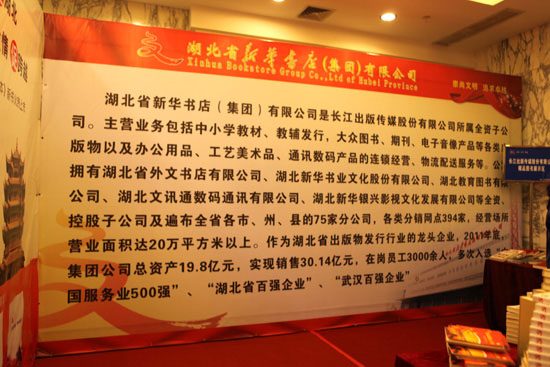 湖北省新华书店(集团)有限公司
Xinhua Bookstore Group Co.,Ltd of Hubei Province
崇尚文明 追求卓越
湖北省新华书店（集团）有限公司是长江出版传媒股份有限公司所属全资子公
司。主营业务包括中小学教材、教辅发行，大众图书、期刊、电子音像产品等各类出
版物以及办公用品、工艺美术品、通讯数码产品的连锁经营、物流配送服务等。公
拥有湖北省外文书店有限公司、湖北新华书业文化股份有限公司、湖北教育图书有
公司、湖北文讯通数码通讯有限公司、湖北新华银兴影视文化发展有限公司等全资、
控股子公司及遍布全省各市、州、县的75家分公司，各类分销网点394家，经营场所
营业面积达20万平方米以上。作为湖北省出版物发行行业的龙头企业，2011年度，
集团公司总资产19.8亿元，实现销售30.14亿元，在岗员工3000余人，多次入选“
国服务业500强”、“湖北省百强企业”、“武汉百强企业”